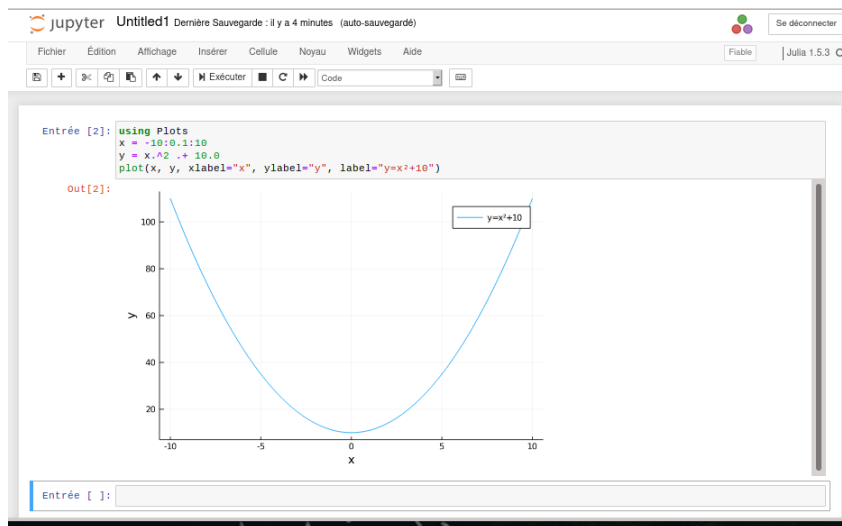 jupyter Untitled1 Dernière Sauvegarde : il y a 4 minutes (auto-sauvegardé) Se déconnecter
Fichier Édition Affichage Insérer Cellule Noyau Widgets Aide Fiable Julia 1.5.3
Exécuter Code
Entrée [2]: using Plots
x = -10:0.1:10
y = x.^2 .+ 10.0
plot(x, y, xlabel="x", ylabel="y", label="y=x²+10")
Out[2]:
y=x²+10
100
80
60
40
20
y
-10 -5 0 5 10
x
Entrée [ ]: